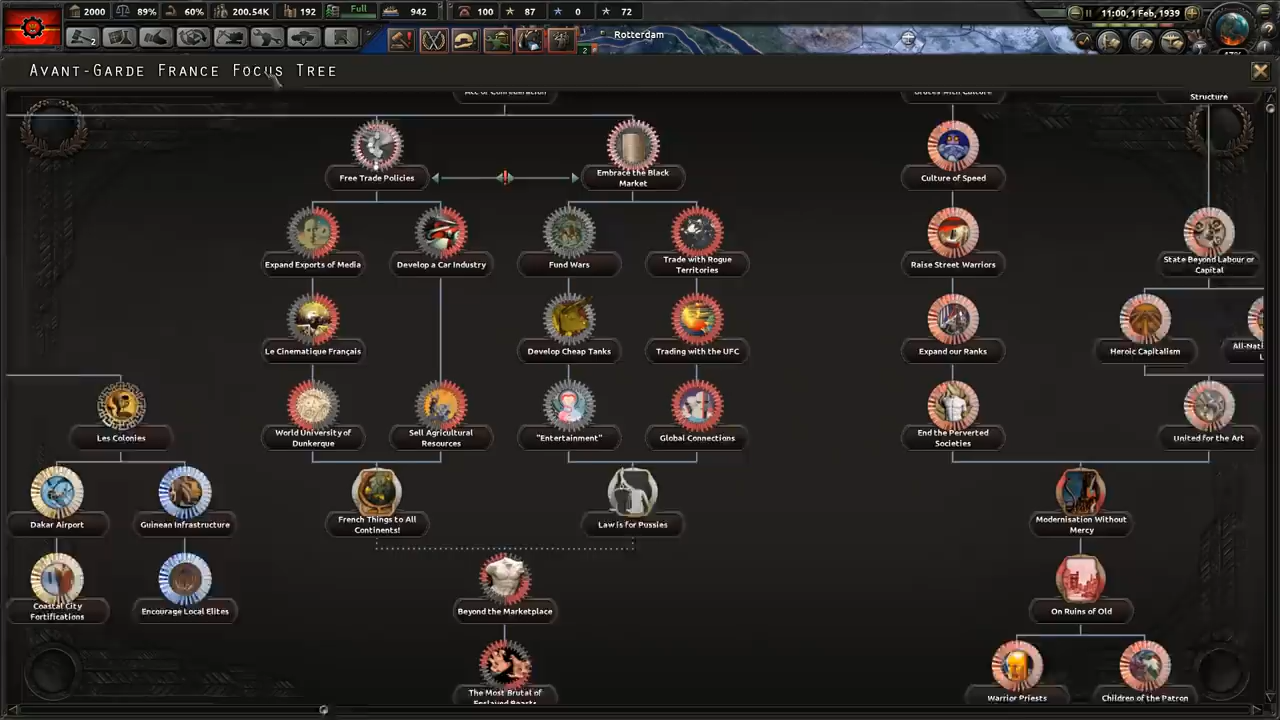 2000 89% 60% 200.54K 192 Full 942 100 87 0 72 11:00, 1 Feb, 1939
2
2
Rotterdam
Avant-Garde France Focus Tree
Structure
Free Trade Policies
Embrace the Black
Market
Culture of Speed
Expand Exports of Media
Develop a Car Industry
Fund Wars
Trade with Rogue
Territories
Raise Street Warriors
State Beyond Labour or
Capital
Le Cinematique Français
Develop Cheap Tanks
Trading with the UFC
Expand our Ranks
Heroic Capitalism
All-Nat
Les Colonies
World University of
Dunkerque
Sell Agricultural
Resources
"Entertainment"
Global Connections
End the Perverted
Societies
United for the Art
Dakar Airport
Guinean Infrastructure
French Things to All
Continents!
Law is for Pussies
Modernisation Without
Mercy
Coastal City
Fortifications
Encourage Local Elites
Beyond the Marketplace
On Ruins of Old
The Most Brutal of
Enslaved Beasts
Warrior Priests
Children of the Patron